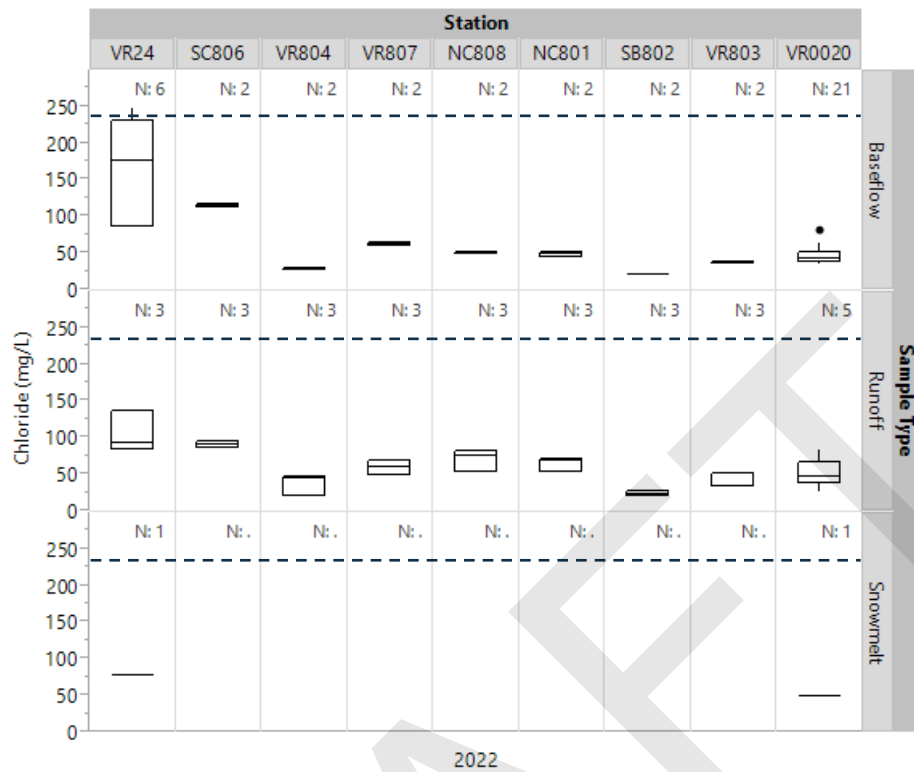 Station
VR24 SC806 VR804 VR807 NC808 NC801 SB802 VR803 VR0020
N: 6 N: 2 N: 2 N: 2 N: 2 N: 2 N: 2 N: 2 N: 21
250
200
150
100
50
0
Baseflow
N: 3 N: 3 N: 3 N: 3 N: 3 N: 3 N: 3 N: 3 N: 5
250
200
150
100
50
0
Runoff
Chloride (mg/L)
Sample Type
N: 1 N: . N: . N: . N: . N: . N: . N: . N: 1
250
200
150
100
50
0
Snowmelt
2022